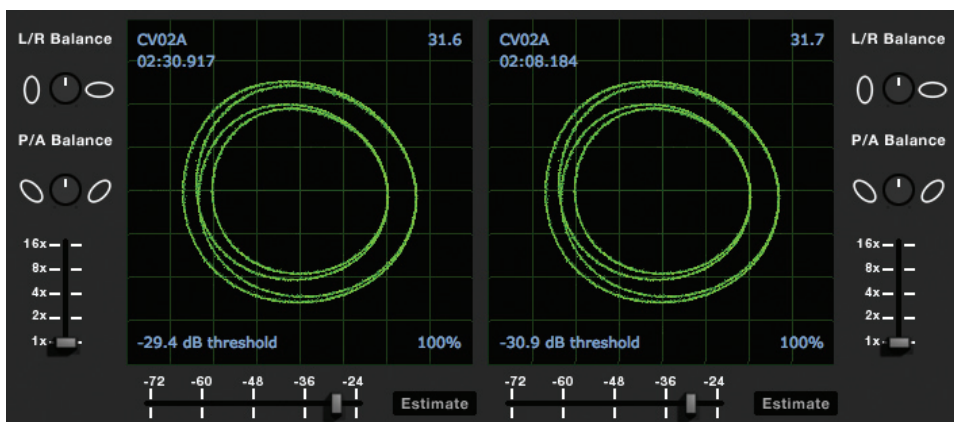 L/R Balance
CV02A 31.6
02:30.917
CV02A 31.7
02:08.184
L/R Balance
P/A Balance
P/A Balance
16x
8x
4x
2x
1x
16x
8x
4x
2x
1x
-29.4 dB threshold 100%
-30.9 dB threshold 100%
-72 -60 -48 -36 -24
Estimate
-72 -60 -48 -36 -24
Estimate